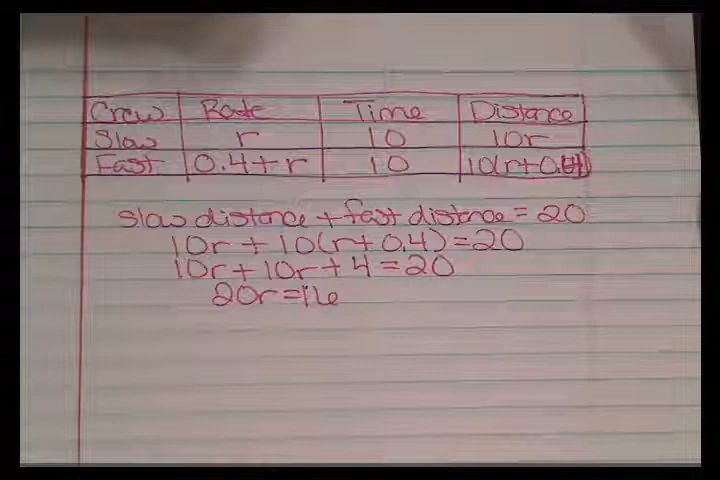 Crew Rate Time Distance
Slow r 10 10r
Fast 0.4+r 10 10(r+0.4)
slow distance + fast distance = 20
10r + 10(r+0.4) = 20
10r + 10r + 4 = 20
20r = 16